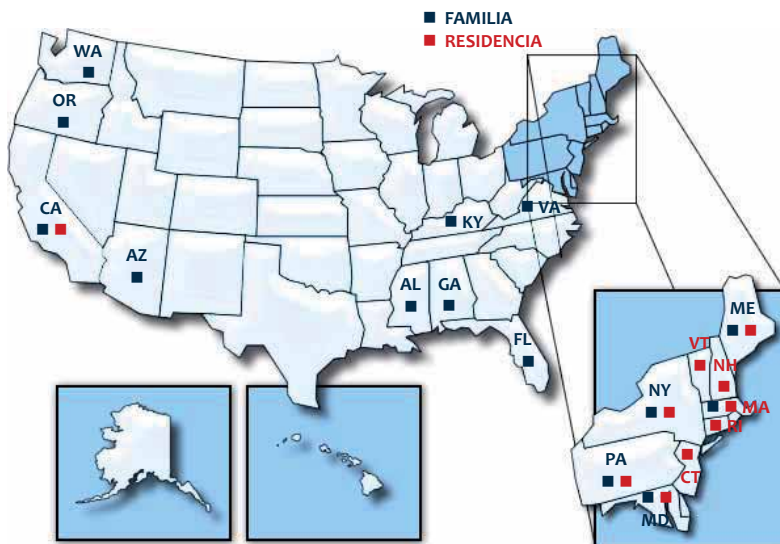 FAMILIA
RESIDENCIA
WA
OR
CA
AZ
KY
VA
AL
GA
FL
ME
VT
NH
NY
MA
RI
PA
CT
MD